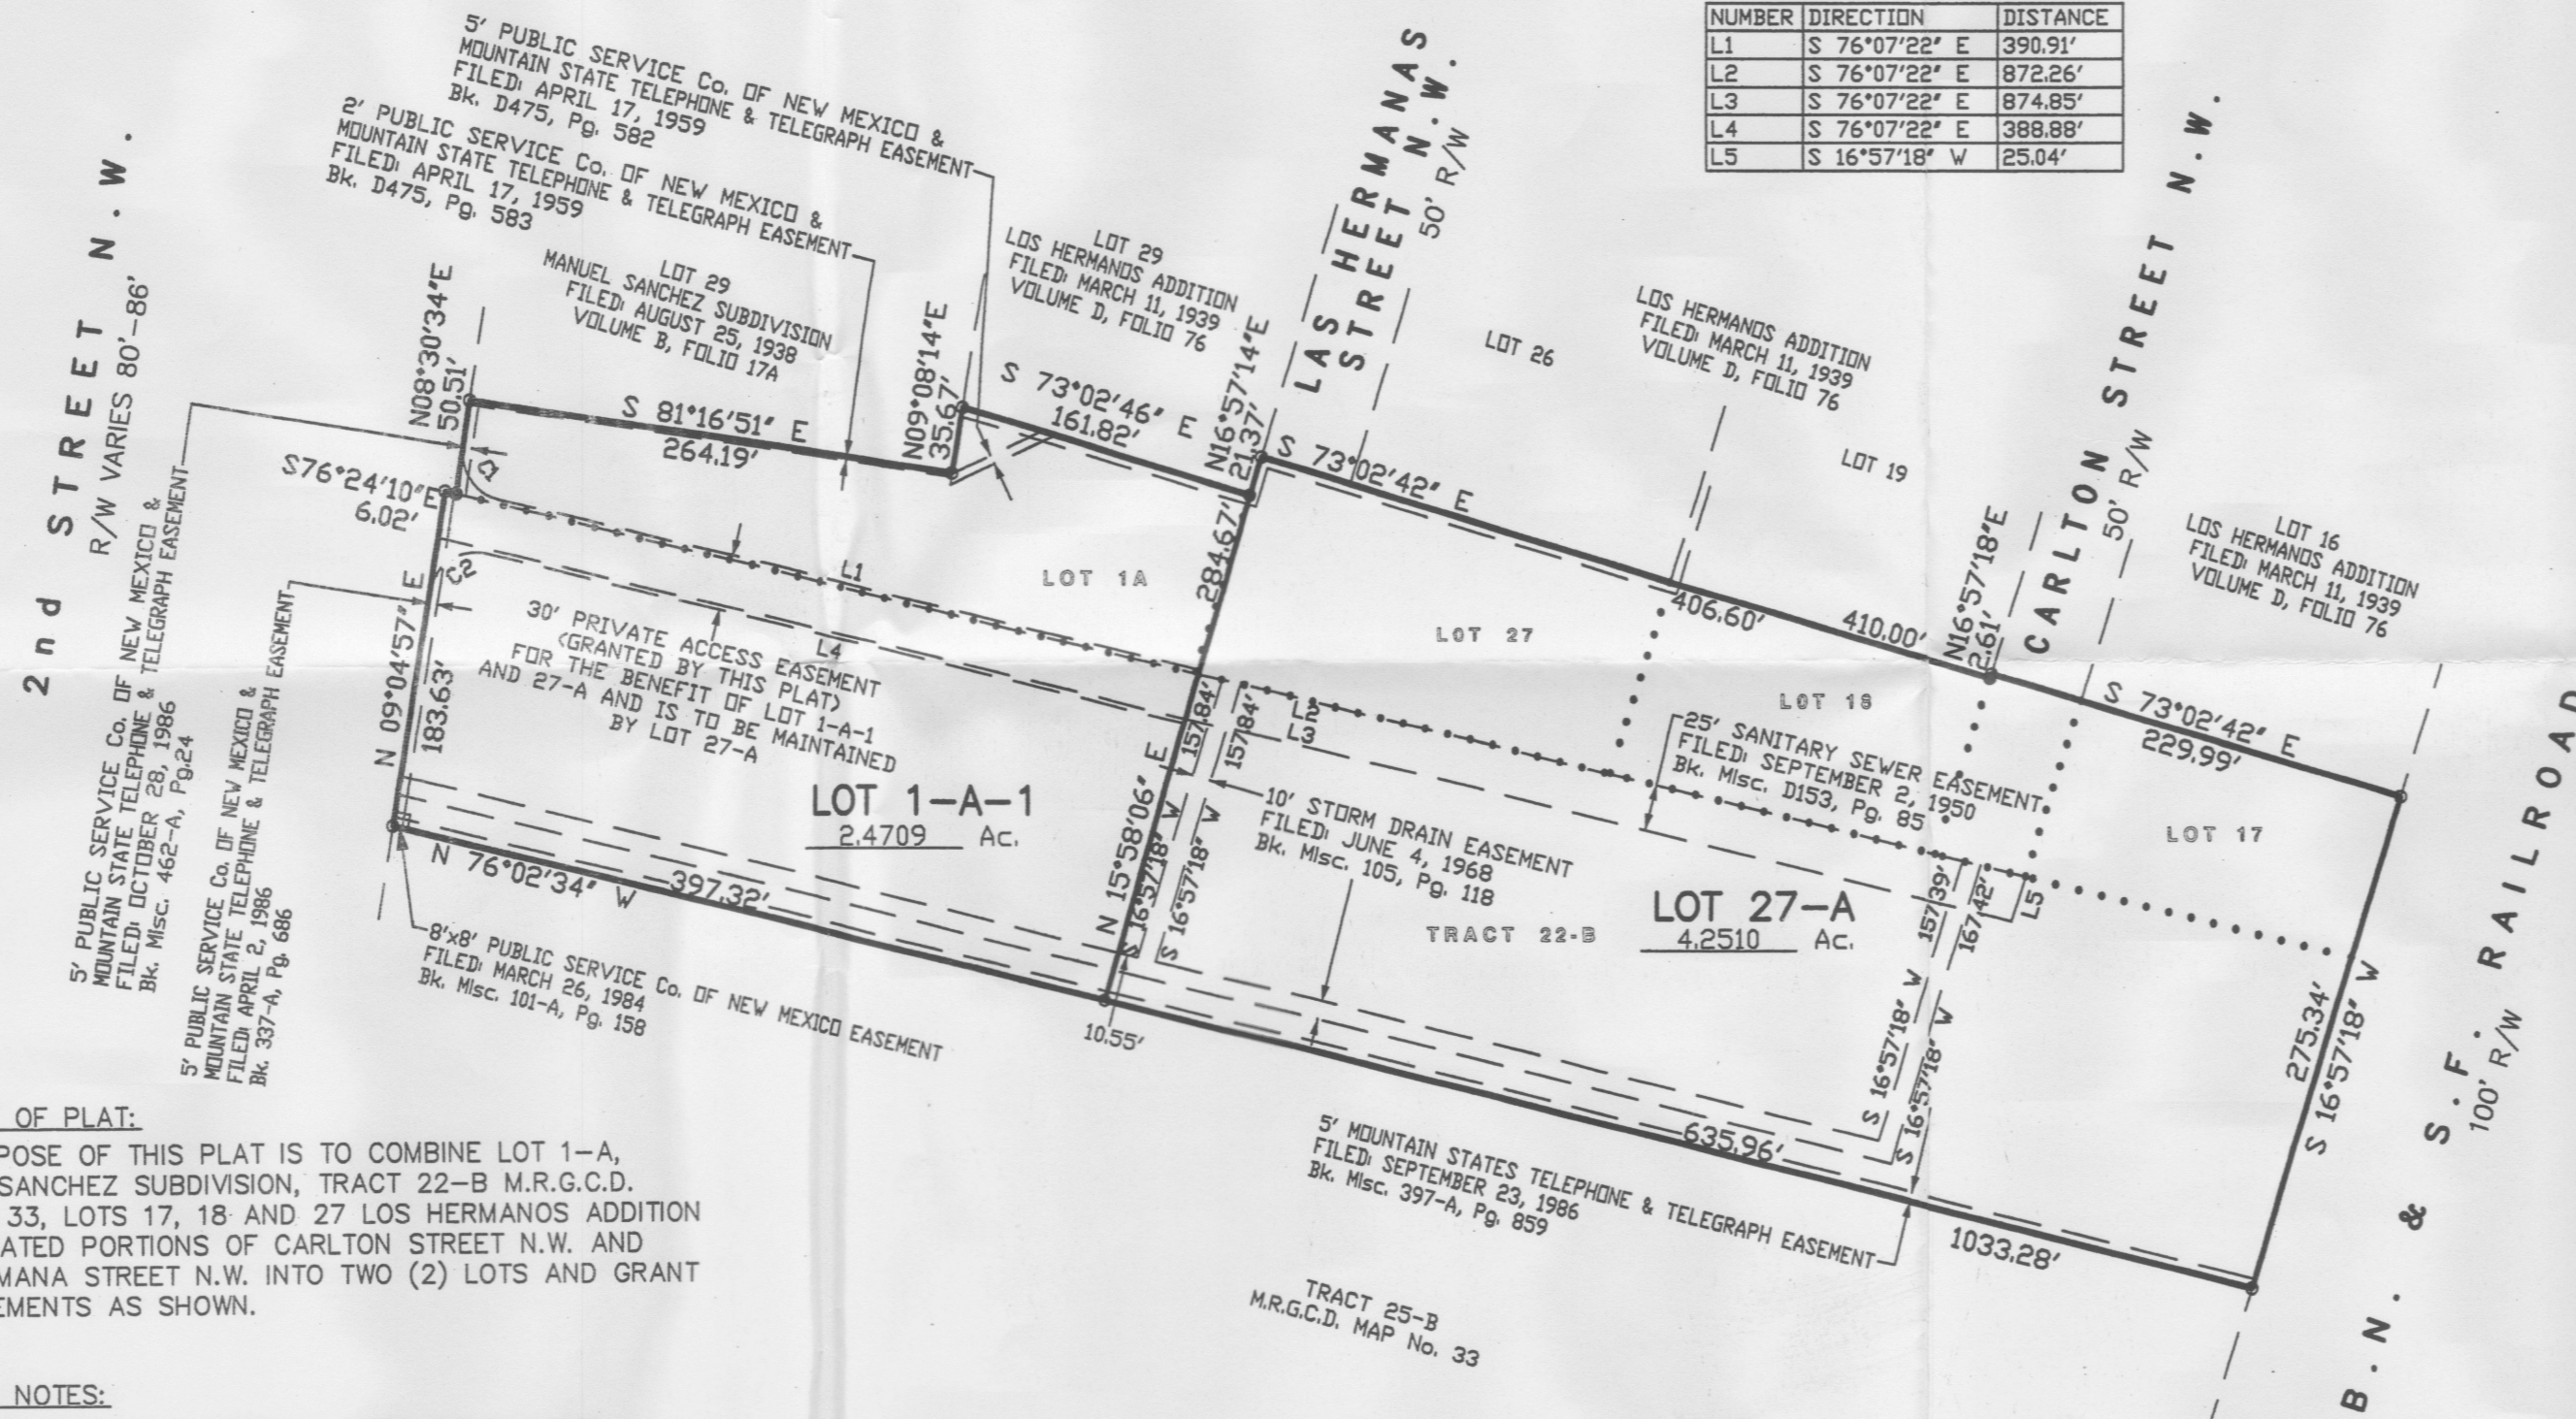 NUMBER DIRECTION DISTANCE
L1 S 76°07'22" E 390.91'
L2 S 76°07'22" E 872.26'
L3 S 76°07'22" E 874.85'
L4 S 76°07'22" E 388.88'
L5 S 16°57'18" W 25.04'
5' PUBLIC SERVICE Co. OF NEW MEXICO &
MOUNTAIN STATE TELEPHONE & TELEGRAPH EASEMENT
FILED: APRIL 17, 1959
Bk. D475, Pg. 582
2' PUBLIC SERVICE Co. OF NEW MEXICO &
MOUNTAIN STATE TELEPHONE & TELEGRAPH EASEMENT
FILED: APRIL 17, 1959
Bk. D475, Pg. 583
2nd STREET N.W.
R/W VARIES 80'-86'
LOT 29
MANUEL SANCHEZ SUBDIVISION
FILED: AUGUST 25, 1938
VOLUME B, FOLIO 17A
LOT 29
LOS HERMANOS ADDITION
FILED: MARCH 11, 1939
VOLUME D, FOLIO 76
LAS HERMANAS
STREET N.W.
50' R/W
LOT 26
LOS HERMANOS ADDITION
FILED: MARCH 11, 1939
VOLUME D, FOLIO 76
LOT 19
CARLTON STREET N.W.
50' R/W
LOT 16
LOS HERMANOS ADDITION
FILED: MARCH 11, 1939
VOLUME D, FOLIO 76
N08°30'34"E
50.51'
S 81°16'51" E
264.19'
N09°08'14"E
35.67'
S 73°02'46" E
161.82'
N16°57'14"E
21.37'
S 73°02'42" E
406.60'
410.00'
N16°57'18"E
2.61'
S 73°02'42" E
229.99'
S76°24'10"E
6.02'
C1
C2
L1
L4
LOT 1A
284.67'
LOT 27
LOT 18
LOT 17
N 09°04'57" E
183.63'
30' PRIVATE ACCESS EASEMENT
(GRANTED BY THIS PLAT)
FOR THE BENEFIT OF LOT 1-A-1
AND 27-A AND IS TO BE MAINTAINED
BY LOT 27-A
LOT 1-A-1
2.4709 Ac.
L2
L3
157.84'
157.84'
25' SANITARY SEWER EASEMENT
FILED: SEPTEMBER 2, 1950
Bk. Misc. D153, Pg. 85
10' STORM DRAIN EASEMENT
FILED: JUNE 4, 1968
Bk. Misc. 105, Pg. 118
LOT 27-A
4.2510 Ac.
TRACT 22-B
157.39'
167.42'
L5
N 15°58'06" E
S 16°57'18" W
S 16°57'18" W
S 16°57'18" W
S 16°57'18" W
275.34'
S 16°57'18" W
B.N. & S.F. RAILROAD
100' R/W
N 76°02'34" W
397.32'
10.55'
635.96'
1033.28'
5' PUBLIC SERVICE Co. OF NEW MEXICO &
MOUNTAIN STATE TELEPHONE & TELEGRAPH EASEMENT
FILED: OCTOBER 28, 1986
Bk. Misc. 462-A, Pg.24
5' PUBLIC SERVICE Co. OF NEW MEXICO &
MOUNTAIN STATE TELEPHONE & TELEGRAPH EASEMENT
FILED: APRIL 2, 1986
Bk. 337-A, Pg. 686
8'x8' PUBLIC SERVICE Co. OF NEW MEXICO EASEMENT
FILED: MARCH 26, 1984
Bk. Misc. 101-A, Pg. 158
5' MOUNTAIN STATES TELEPHONE & TELEGRAPH EASEMENT
FILED: SEPTEMBER 23, 1986
Bk. Misc. 397-A, Pg. 859
TRACT 25-B
M.R.G.C.D. MAP No. 33
OF PLAT:
POSE OF THIS PLAT IS TO COMBINE LOT 1-A,
SANCHEZ SUBDIVISION, TRACT 22-B M.R.G.C.D.
33, LOTS 17, 18 AND 27 LOS HERMANOS ADDITION
ATED PORTIONS OF CARLTON STREET N.W. AND
MANA STREET N.W. INTO TWO (2) LOTS AND GRANT
EMENTS AS SHOWN.
NOTES: